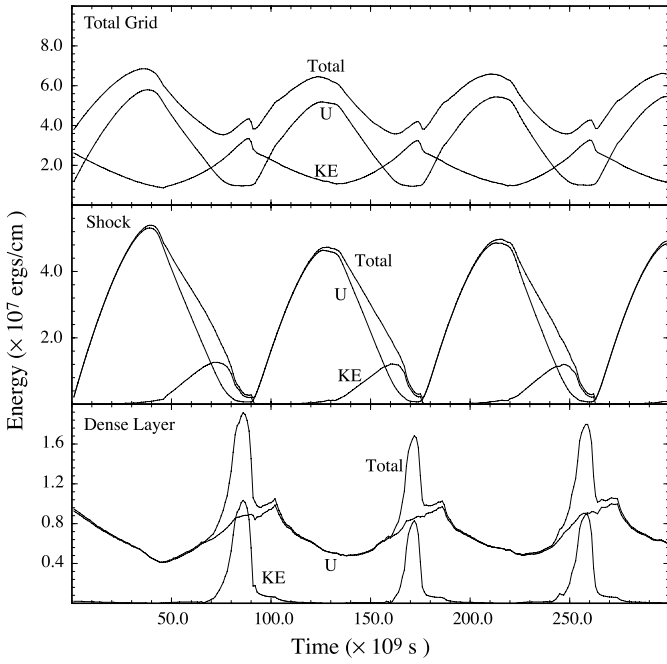 Total Grid
8.0
Total
6.0
U
4.0
KE
2.0
Shock
Total
4.0
U
2.0
KE
Energy (× 10⁷ ergs/cm)
Dense Layer
1.6
Total
1.2
0.8
KE
U
0.4
50.0 100.0 150.0 200.0 250.0
Time (× 10⁹ s )